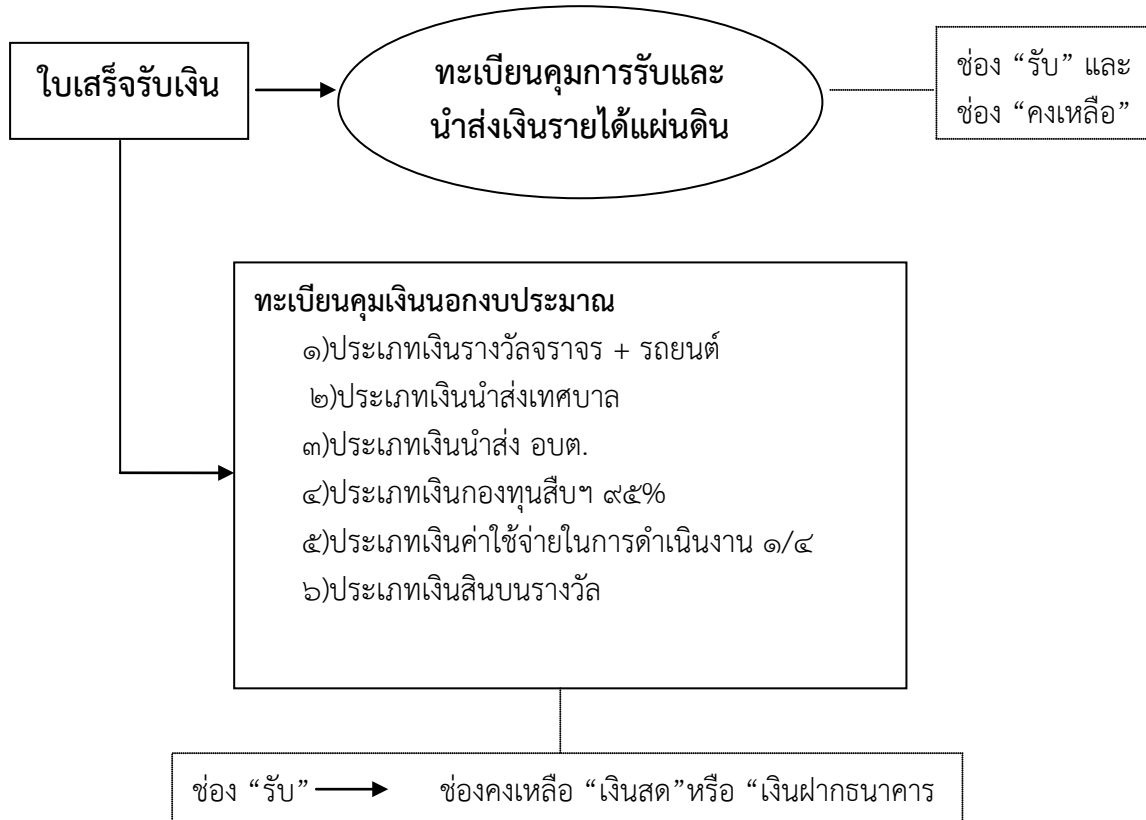 ใบเสร็จรับเงิน
ทะเบียนคุมการรับและ
นำส่งเงินรายได้แผ่นดิน
ช่อง “รับ” และ
ช่อง “คงเหลือ”
ทะเบียนคุมเงินนอกงบประมาณ
๑)ประเภทเงินรางวัลจราจร + รถยนต์
๒)ประเภทเงินนำส่งเทศบาล
๓)ประเภทเงินนำส่ง อบต.
๔)ประเภทเงินกองทุนสืบฯ ๙๕%
๕)ประเภทเงินค่าใช้จ่ายในการดำเนินงาน ๑/๔
๖)ประเภทเงินสินบนรางวัล
ช่อง “รับ” ช่องคงเหลือ “เงินสด”หรือ “เงินฝากธนาคาร